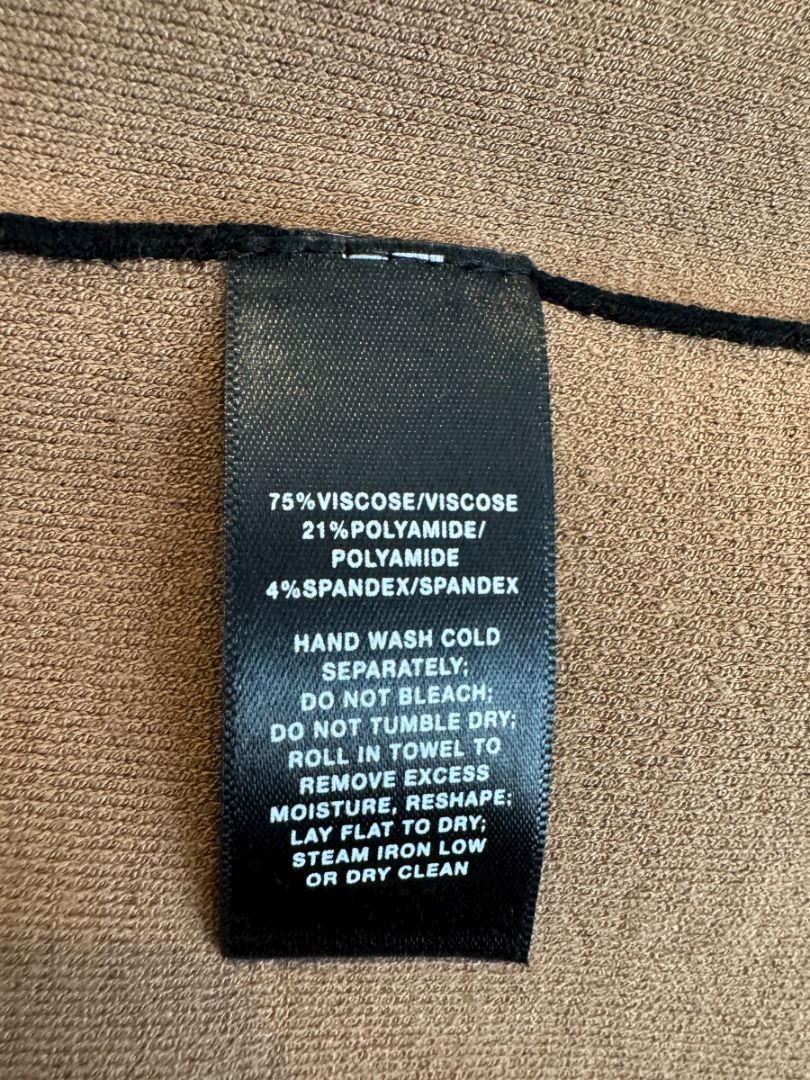 75%VISCOSE/VISCOSE
21%POLYAMIDE/
POLYAMIDE
4%SPANDEX/SPANDEX
HAND WASH COLD
SEPARATELY;
DO NOT BLEACH;
DO NOT TUMBLE DRY;
ROLL IN TOWEL TO
REMOVE EXCESS
MOISTURE, RESHAPE;
LAY FLAT TO DRY;
STEAM IRON LOW
OR DRY CLEAN